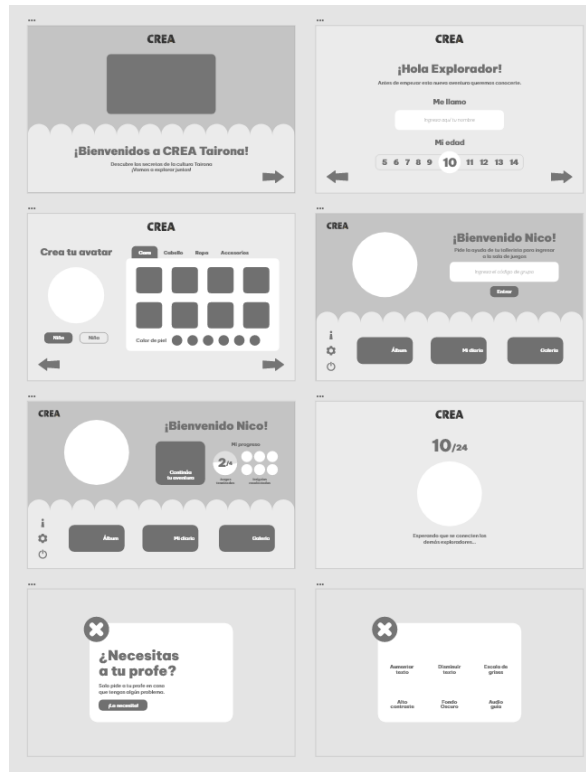 CREA
¡Bienvenidos a CREA Tairona!
Descubre los secretos de la cultura Tairona
¡Vamos a explorar juntos!
CREA
¡Hola Explorador!
Antes de empezar esta nueva aventura queremos conocerte.
Me llamo
Ingresa aquí tu nombre
Mi edad
5 6 7 8 9 10 11 12 13 14
CREA
Crea tu avatar
Cara Cabello Ropa Accesorios
Niño Niña
Color de piel
CREA
¡Bienvenido Nico!
Pide la ayuda de tu tallerista para ingresar
a la sala de juegos
Ingresa el código de grupo
Entrar
Álbum
Mi diario
Galería
CREA
¡Bienvenido Nico!
Mi progreso
Continúa
tu aventura
2/6
Álbum
Mi diario
Galería
CREA
10/24
Esperando que se conecten los
demás exploradores...
¿Necesitas
a tu profe?
Solo pide a tu profe en caso
que tengas algún problema.
¡Lo necesito!
Aumentar
texto
Disminuir
texto
Escala de
grises
Alto
contraste
Fondo
Oscuro
Audio
guía